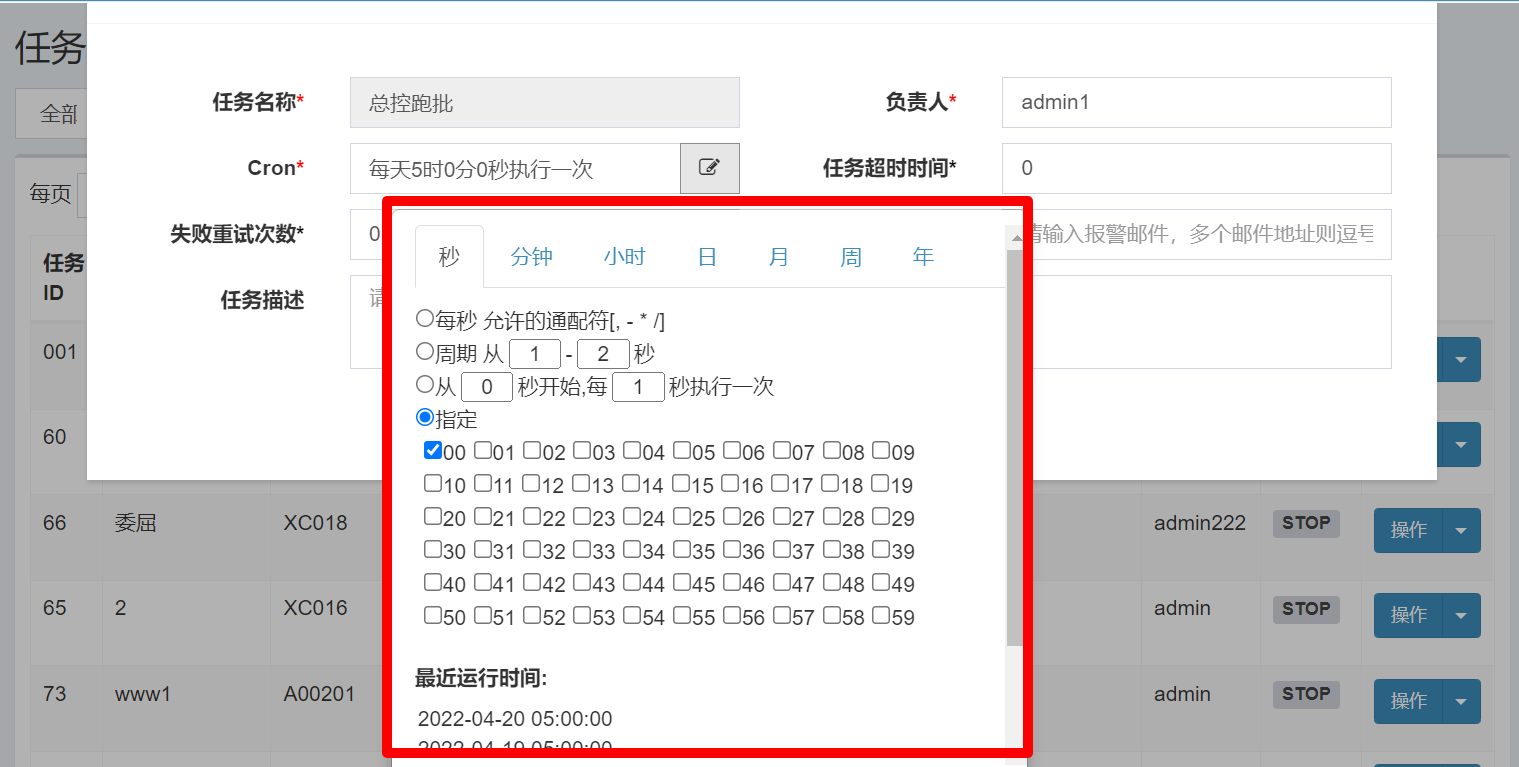 任务
全部
任务名称* 总控跑批 负责人* admin1
Cron* 每天5时0分0秒执行一次 任务超时时间* 0
每页
失败重试次数* 0 请输入报警邮件，多个邮件地址则逗号
秒 分钟 小时 日 月 周 年
任务
ID
任务描述 请
每秒 允许的通配符[, - * /]
001
周期 从 1 - 2 秒
从 0 秒开始,每 1 秒执行一次
指定
60
00 01 02 03 04 05 06 07 08 09
10 11 12 13 14 15 16 17 18 19
66 委屈 XC018 admin222 STOP 操作
20 21 22 23 24 25 26 27 28 29
30 31 32 33 34 35 36 37 38 39
40 41 42 43 44 45 46 47 48 49
65 2 XC016 admin STOP 操作
50 51 52 53 54 55 56 57 58 59
最近运行时间:
73 www1 A00201 admin STOP 操作
2022-04-20 05:00:00
2022-04-19 05:00:00